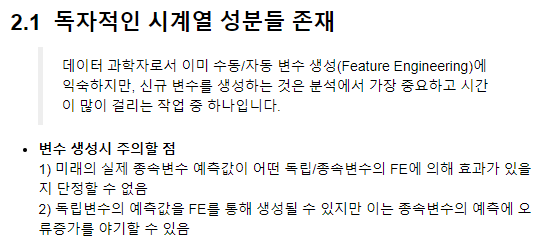 2.1 독자적인 시계열 성분들 존재
데이터 과학자로서 이미 수동/자동 변수 생성(Feature Engineering)에
익숙하지만, 신규 변수를 생성하는 것은 분석에서 가장 중요하고 시간
이 많이 걸리는 작업 중 하나입니다.
• 변수 생성시 주의할 점
1) 미래의 실제 종속변수 예측값이 어떤 독립/종속변수의 FE에 의해 효과가 있을
지 단정할 수 없음
2) 독립변수의 예측값을 FE를 통해 생성될 수 있지만 이는 종속변수의 예측에 오
류증가를 야기할 수 있음